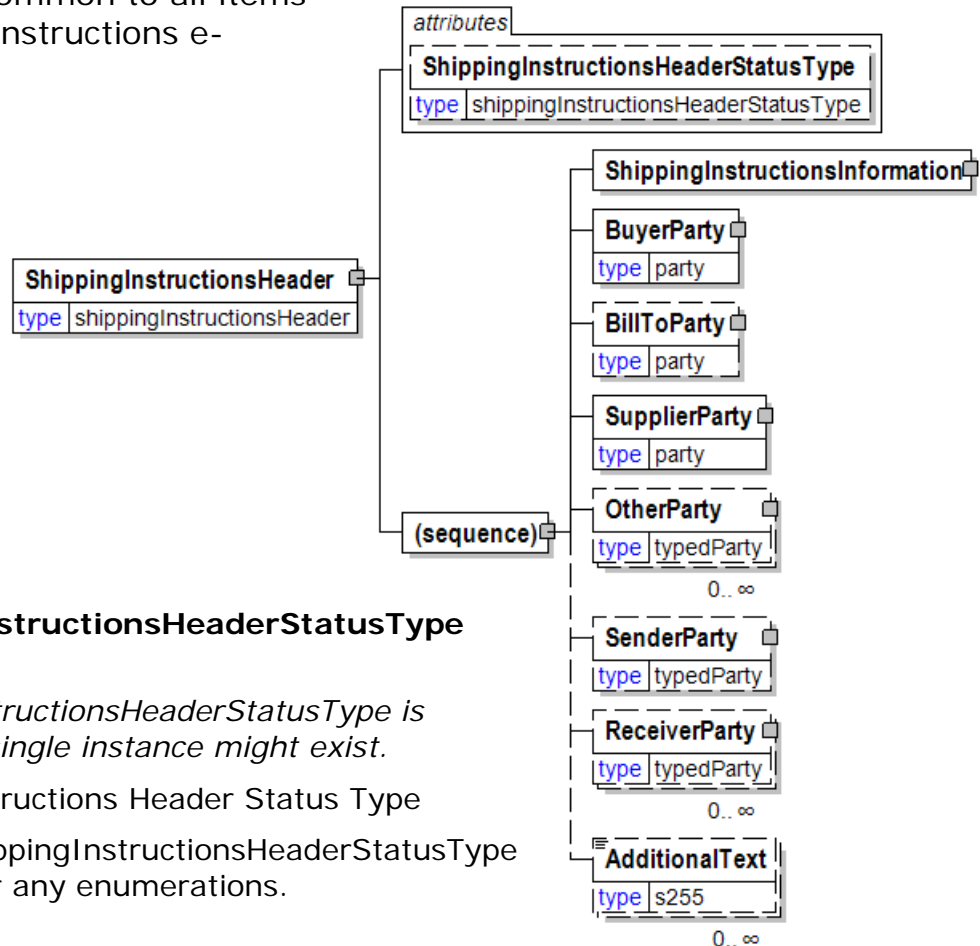 ommon to all items
nstructions e-
attributes
ShippingInstructionsHeaderStatusType
type shippingInstructionsHeaderStatusType
ShippingInstructionsInformation
BuyerParty
type party
ShippingInstructionsHeader
type shippingInstructionsHeader
BillToParty
type party
SupplierParty
type party
(sequence)
OtherParty
type typedParty
0.. ∞
structionsHeaderStatusType
SenderParty
type typedParty
tructionsHeaderStatusType is
ingle instance might exist.
ReceiverParty
type typedParty
0.. ∞
ructions Header Status Type
ppingInstructionsHeaderStatusType
r any enumerations.
AdditionalText
type s255
0.. ∞